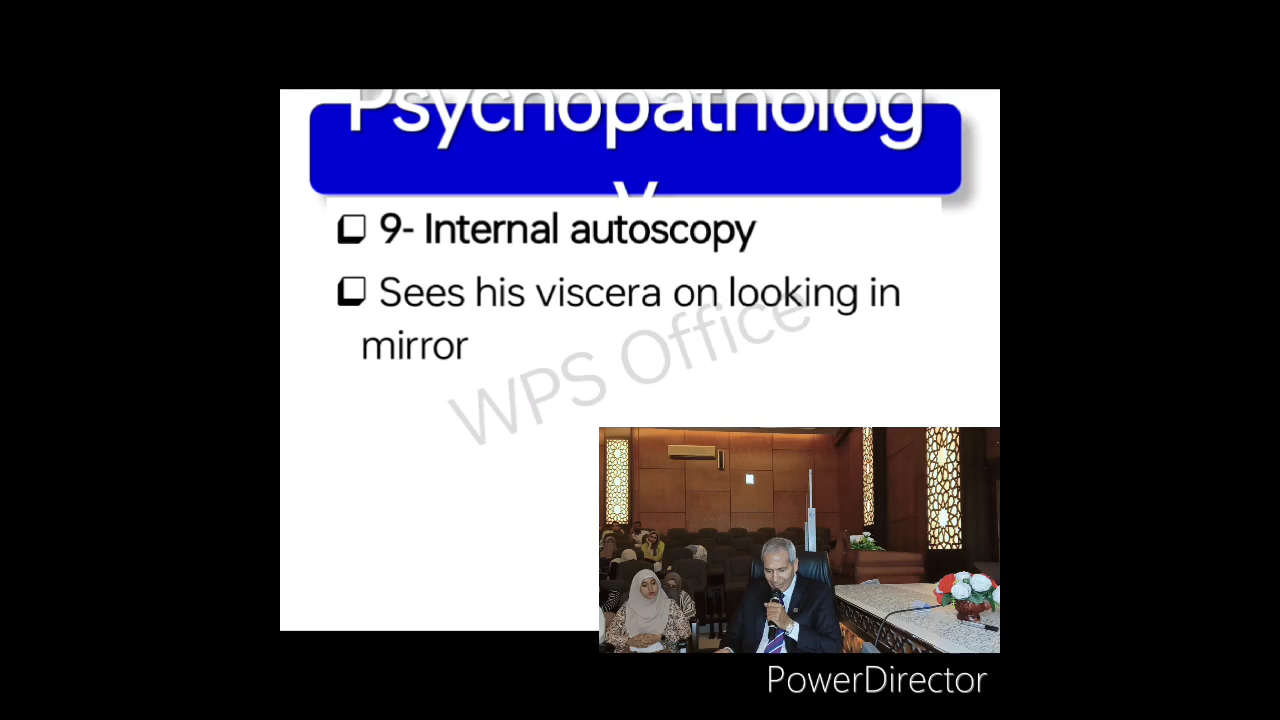 Psychopatholog
y
9- Internal autoscopy
Sees his viscera on looking in
mirror
WPS Office
PowerDirector